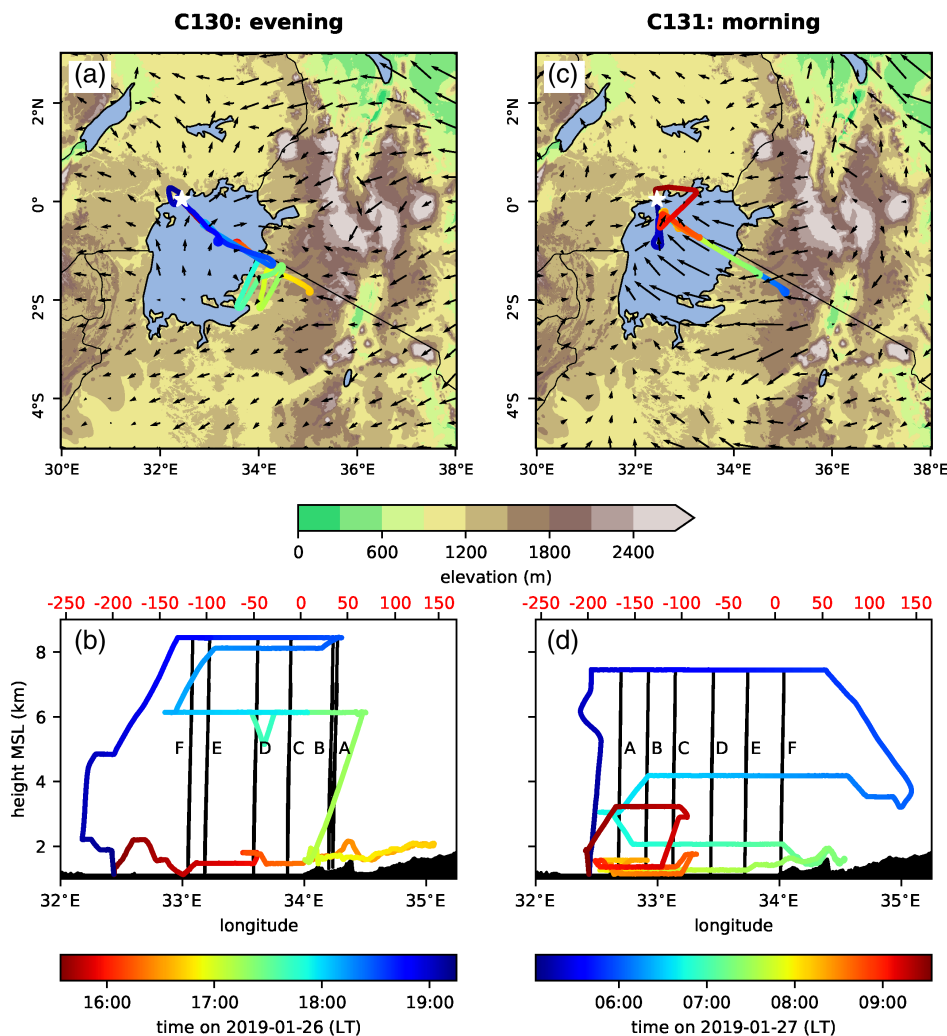 C130: evening
C131: morning
(a)
(c)
2°N
0°
2°S
4°S
2°N
0°
2°S
4°S
30°E 32°E 34°E 36°E 38°E
30°E 32°E 34°E 36°E 38°E
0 600 1200 1800 2400
elevation (m)
-250 -200 -150 -100 -50 0 50 100 150
-250 -200 -150 -100 -50 0 50 100 150
(b)
(d)
8
6
4
2
height MSL (km)
F E D C B A
A B C D E F
32°E 33°E 34°E 35°E
32°E 33°E 34°E 35°E
longitude
longitude
16:00 17:00 18:00 19:00
06:00 07:00 08:00 09:00
time on 2019-01-26 (LT)
time on 2019-01-27 (LT)